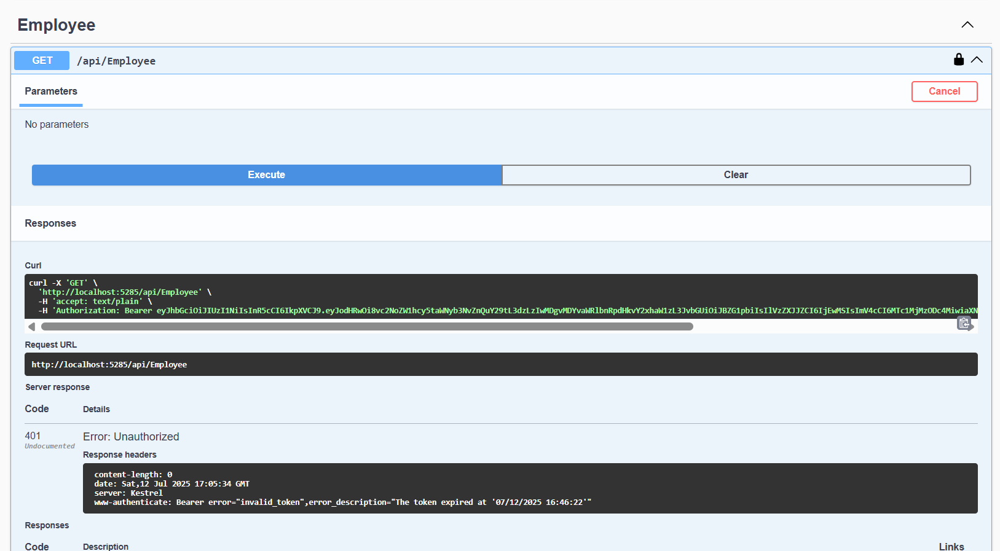 Employee
GET /api/Employee
Parameters
Cancel
No parameters
Execute
Clear
Responses
Curl
curl -X 'GET' \
'http://localhost:5285/api/Employee' \
-H 'accept: text/plain' \
-H 'Authorization: Bearer eyJhbGciOiJIUzI1NiIsInR5cCI6IkpXVCJ9.eyJodHRwOi8vc2NoZW1hcy5taWNyb3NvZnQuY29tL3dzLzIwMDgvMDYvaWRlbnRpdHkvY2xhaW1zL3JvbGUiOiJBZG1pbiIsIlVzZXJJZCI6IjEwMSIsImV4cCI6MTc1MjMzODc4MiwiaXN
Request URL
http://localhost:5285/api/Employee
Server response
Code Details
401 Error: Unauthorized
Undocumented
Response headers
content-length: 0
date: Sat,12 Jul 2025 17:05:34 GMT
server: Kestrel
www-authenticate: Bearer error="invalid_token",error_description="The token expired at '07/12/2025 16:46:22'"
Responses
Code Description Links